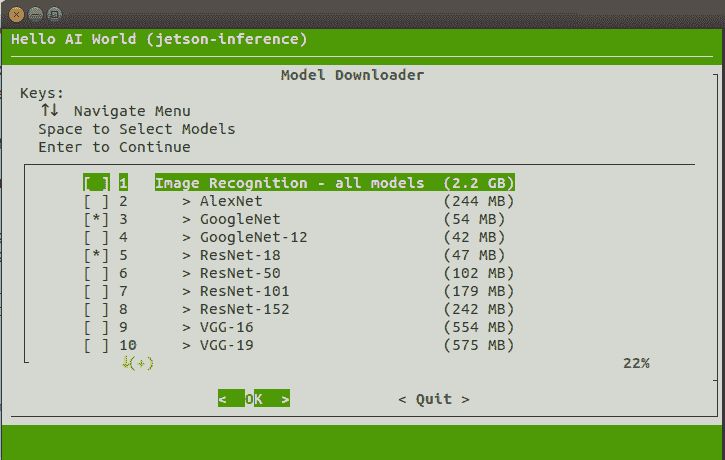 Hello AI World (jetson-inference)
Model Downloader
Keys:
↑↓ Navigate Menu
Space to Select Models
Enter to Continue
[ ] 1 Image Recognition - all models (2.2 GB)
[ ] 2 > AlexNet (244 MB)
[*] 3 > GoogleNet (54 MB)
[ ] 4 > GoogleNet-12 (42 MB)
[*] 5 > ResNet-18 (47 MB)
[ ] 6 > ResNet-50 (102 MB)
[ ] 7 > ResNet-101 (179 MB)
[ ] 8 > ResNet-152 (242 MB)
[ ] 9 > VGG-16 (554 MB)
[ ] 10 > VGG-19 (575 MB)
↓(+) 22%
< OK > < Quit >